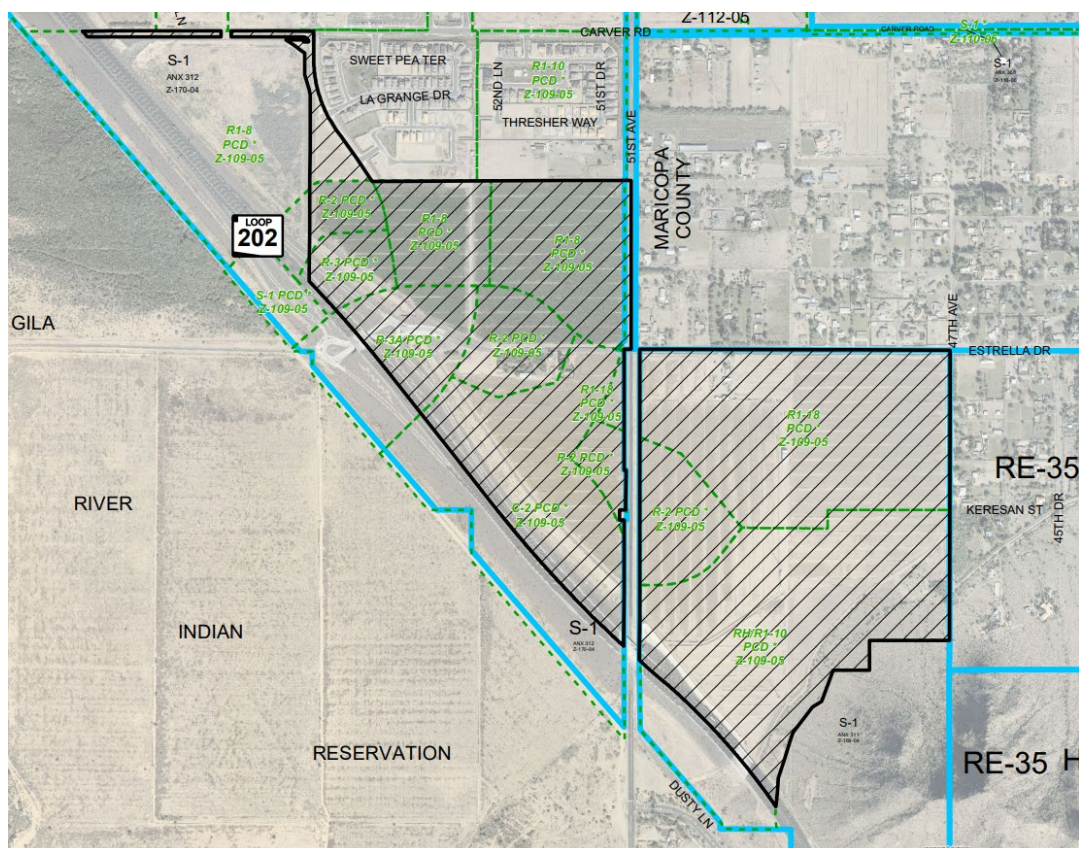 Z-112-05
LN
CARVER RD
CARVER ROAD
S-1 *
Z-110-06
S-1
S-1
ANX 312
Z-170-04
SWEET PEA TER
LA GRANGE DR
52ND LN
R1-10
PCD *
Z-109-05
51ST DR
THRESHER WAY
51ST AVE
MARICOPA
COUNTY
R1-8
PCD *
Z-109-05
LOOP
202
R-2 PCD *
Z-109-05
R1-8
PCD *
Z-109-05
R1-8
PCD *
Z-109-05
R-3 PCD *
Z-109-05
S-1 PCD *
Z-109-05
GILA
R-3A PCD *
Z-109-05
R-2 PCD *
Z-109-05
47TH AVE
ESTRELLA DR
R1-18
PCD *
Z-109-05
R1-18
PCD *
Z-109-05
R-2 PCD *
Z-109-05
RE-35
RIVER
C-2 PCD *
Z-109-05
R-2 PCD *
Z-109-05
KERESAN ST
45TH DR
INDIAN
S-1
ANX 312
Z-170-04
RH/R1-10
PCD *
Z-109-05
S-1
ANX 311
RESERVATION
DUSTY LN
RE-35
H